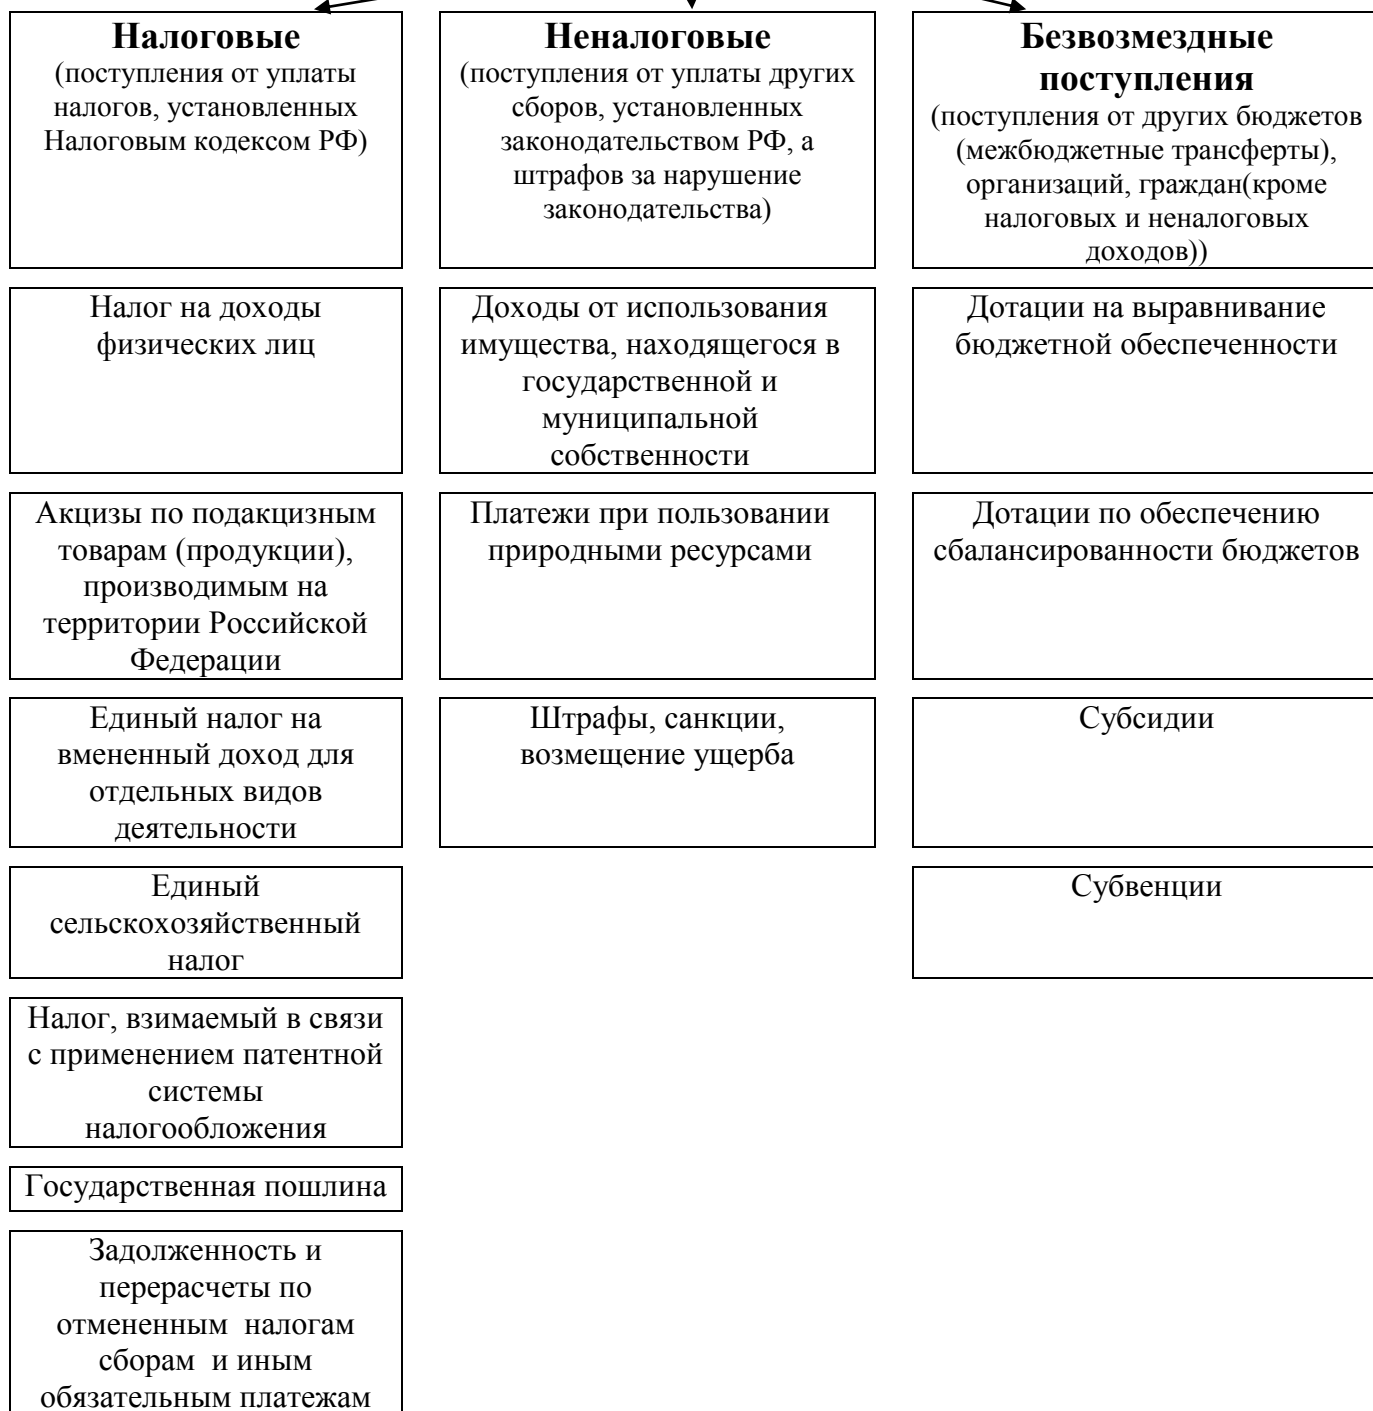 Налоговые
(поступления от уплаты
налогов, установленных
Налоговым кодексом РФ)
Неналоговые
(поступления от уплаты других
сборов, установленных
законодательством РФ, а
штрафов за нарушение
законодательства)
Безвозмездные
поступления
(поступления от других бюджетов
(межбюджетные трансферты),
организаций, граждан(кроме
налоговых и неналоговых
доходов))
Налог на доходы
физических лиц
Доходы от использования
имущества, находящегося в
государственной и
муниципальной
собственности
Дотации на выравнивание
бюджетной обеспеченности
Акцизы по подакцизным
товарам (продукции),
производимым на
территории Российской
Федерации
Платежи при пользовании
природными ресурсами
Дотации по обеспечению
сбалансированности бюджетов
Единый налог на
вмененный доход для
отдельных видов
деятельности
Штрафы, санкции,
возмещение ущерба
Субсидии
Единый
сельскохозяйственный
налог
Субвенции
Налог, взимаемый в связи
с применением патентной
системы
налогообложения
Государственная пошлина
Задолженность и
перерасчеты по
отмененным налогам
сборам и иным
обязательным платежам